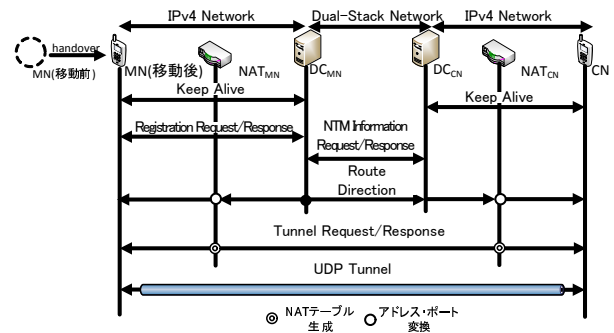 IPv4 Network
Dual-Stack Network
IPv4 Network
handover
MN(移動前)
MN(移動後)
NATMN
DCMN
DCCN
NATCN
CN
Keep Alive
Keep Alive
Registration Request/Response
NTM Information
Request/Response
Route
Direction
Tunnel Request/Response
UDP Tunnel
◎ NATテーブル
生成
○ アドレス・ポート
変換